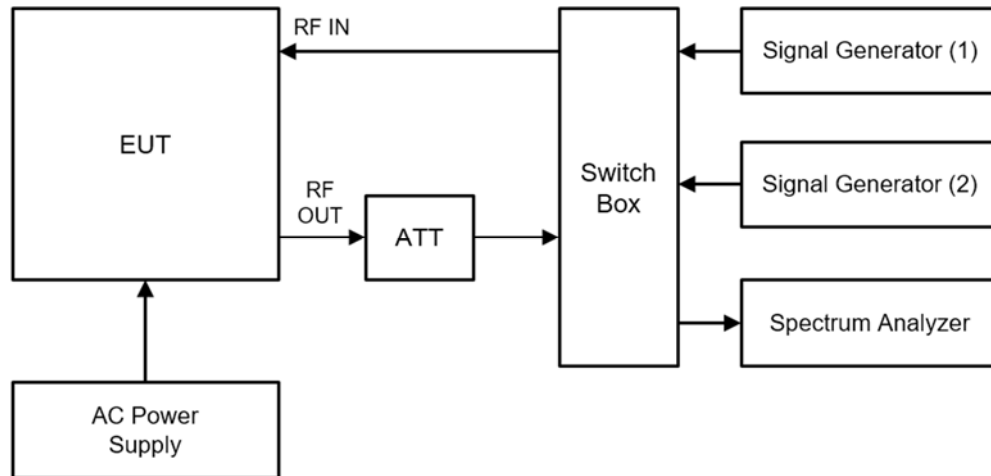 RF IN
Signal Generator (1)
EUT
Switch
Box
Signal Generator (2)
RF
OUT
ATT
Spectrum Analyzer
AC Power
Supply